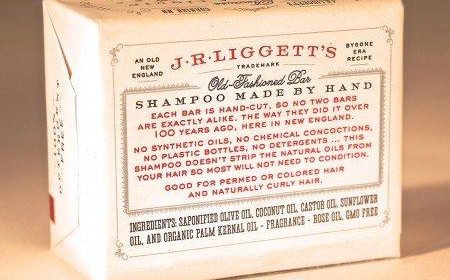 AN OLD
NEW
ENGLAND
J·R·LIGGETT'S
TRADEMARK
BYGONE
ERA
RECIPE
Old-Fashioned Bar
SHAMPOO MADE BY HAND
EACH BAR IS HAND-CUT, SO NO TWO BARS
ARE EXACTLY ALIKE. THE WAY THEY DID IT OVER
100 YEARS AGO, HERE IN NEW ENGLAND.
NO SYNTHETIC OILS, NO CHEMICAL CONCOCTIONS,
NO PLASTIC BOTTLES, NO DETERGENTS ... THIS
SHAMPOO DOESN'T STRIP THE NATURAL OILS FROM
YOUR HAIR SO MOST WILL NOT NEED TO CONDITION.
GOOD FOR PERMED OR COLORED HAIR
AND NATURALLY CURLY HAIR.
INGREDIENTS: SAPONIFIED OLIVE OIL, COCONUT OIL, CASTOR OIL, SUNFLOWER
OIL, AND ORGANIC PALM KERNAL OIL - FRAGRANCE - ROSE OIL, GMO FREE